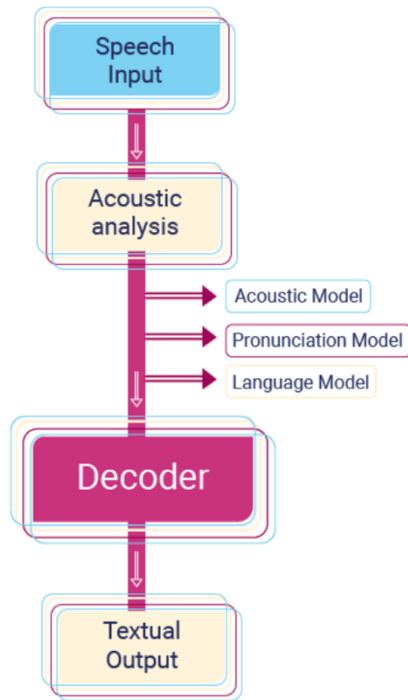 Speech
Input
Acoustic
analysis
Acoustic Model
Pronunciation Model
Language Model
Decoder
Textual
Output